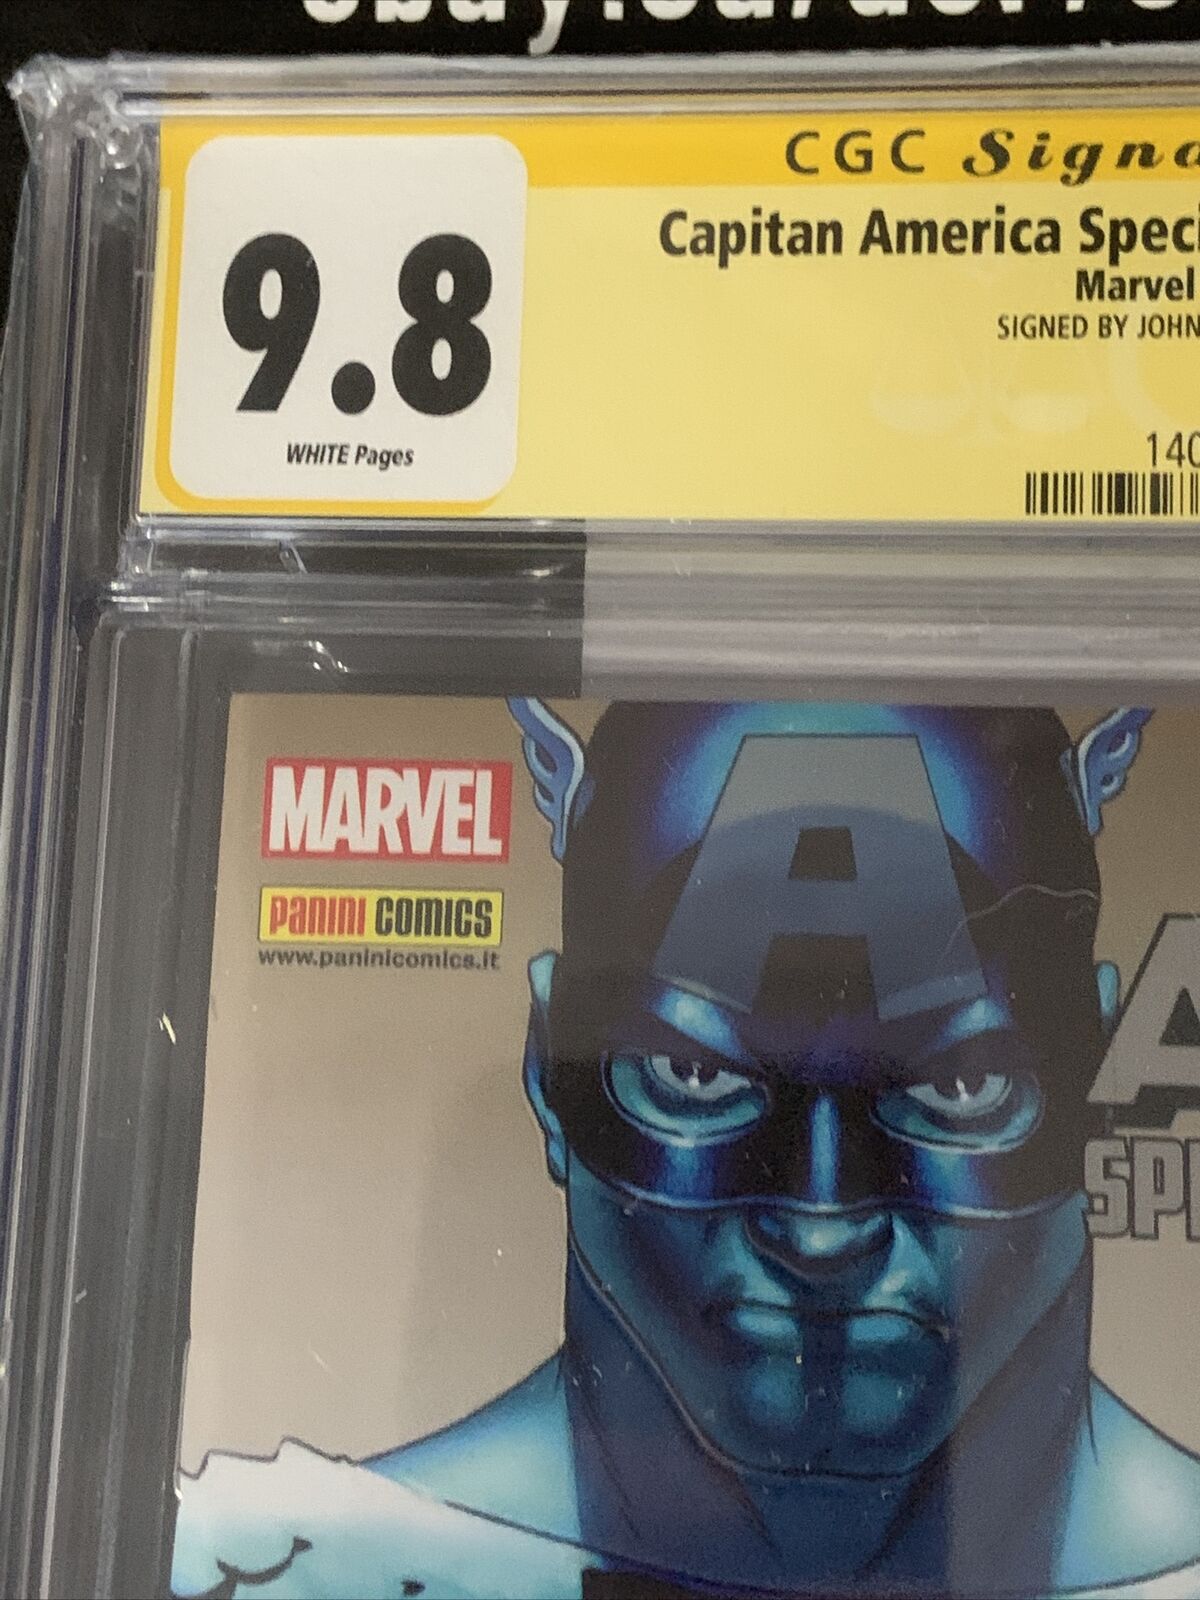 CGC Signa
9.8
WHITE Pages
Capitan America Speci
Marvel
SIGNED BY JOHN
140
MARVEL
PANINI COMICS
www.paninicomics.it
A
A
SPE